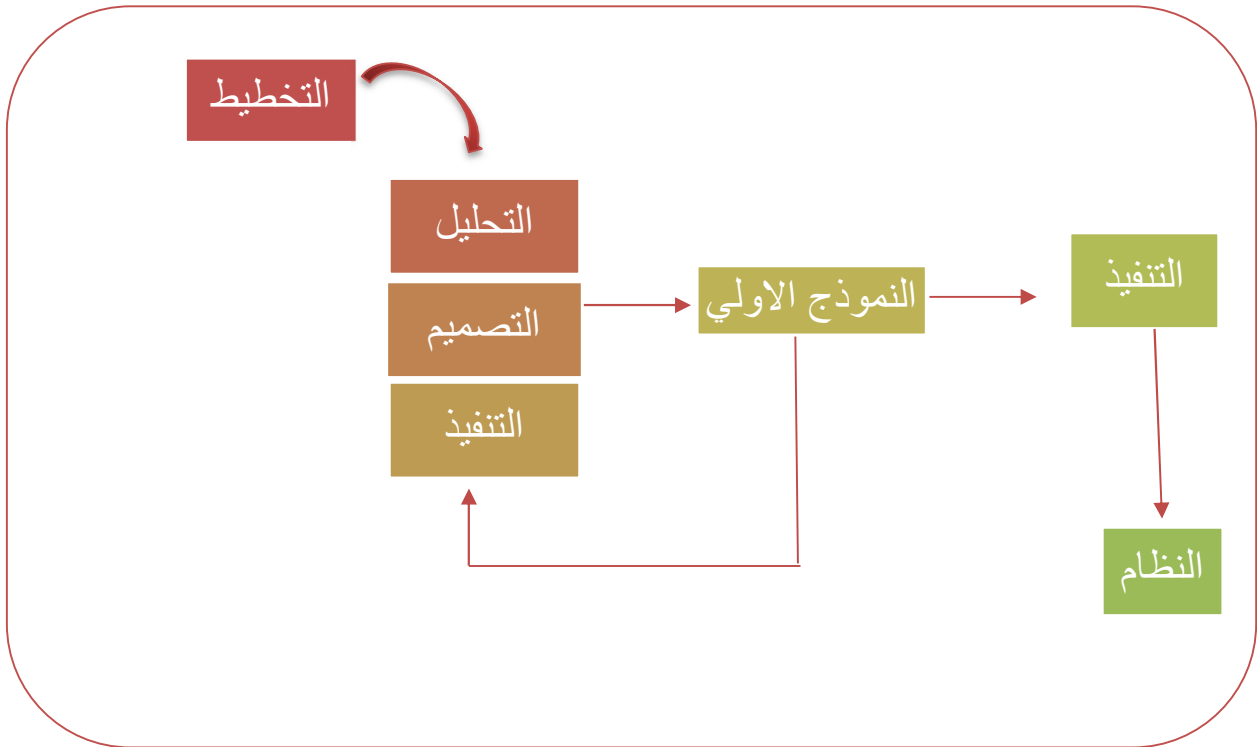 التخطيط
التحليل
التصميم
التنفيذ
النموذج الاولي
التنفيذ
النظام